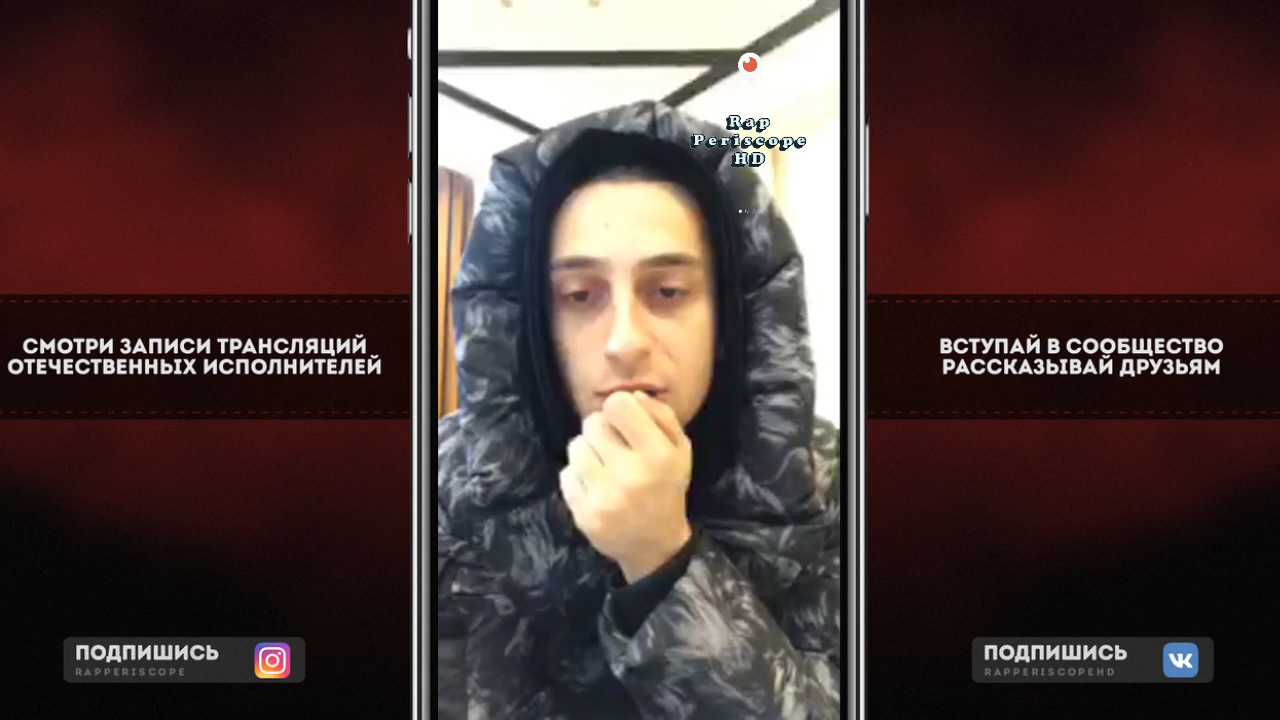 Rap
Periscope
HD
СМОТРИ ЗАПИСИ ТРАНСЛЯЦИЙ
ОТЕЧЕСТВЕННЫХ ИСПОЛНИТЕЛЕЙ
ВСТУПАЙ В СООБЩЕСТВО
РАССКАЗЫВАЙ ДРУЗЬЯМ
ПОДПИШИСЬ
RAPPERISCOPE
ПОДПИШИСЬ
RAPPERISCOPEHD